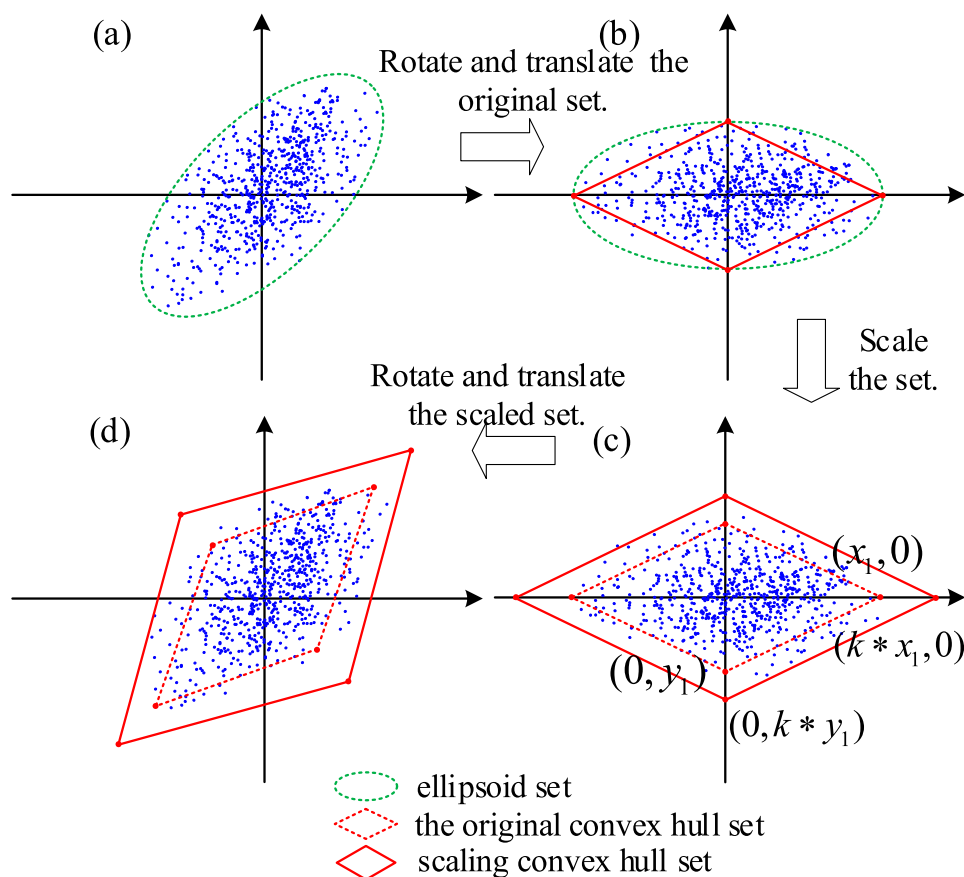 (a)
Rotate and translate the
original set.
(b)
Scale
the set.
Rotate and translate
the scaled set.
(d)
(c)
(x₁,0)
(k * x₁,0)
(0, y₁)
(0, k * y₁)
ellipsoid set
the original convex hull set
scaling convex hull set